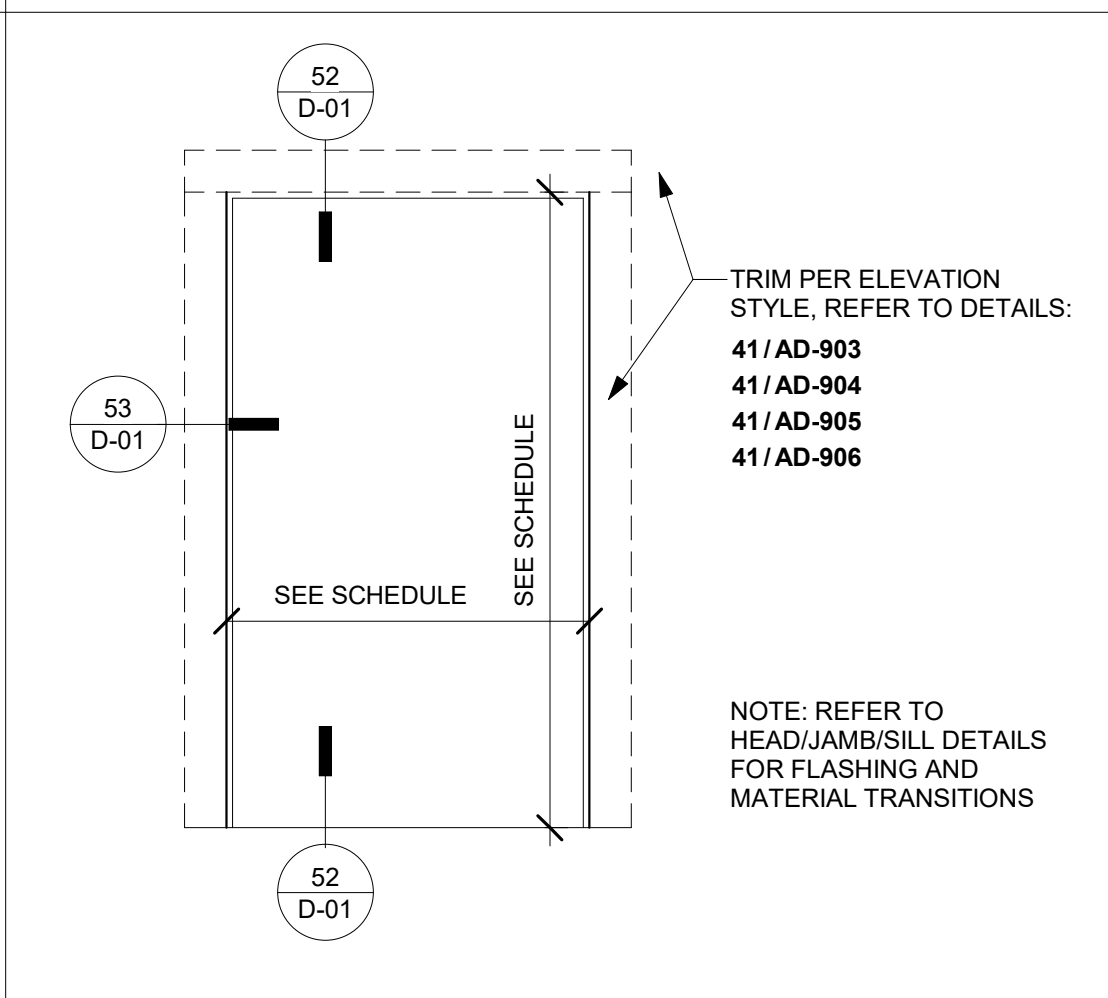 52
D-01
TRIM PER ELEVATION
STYLE, REFER TO DETAILS:
41/AD-903
41/AD-904
41/AD-905
41/AD-906
53
D-01
SEE SCHEDULE
SEE SCHEDULE
NOTE: REFER TO
HEAD/JAMB/SILL DETAILS
FOR FLASHING AND
MATERIAL TRANSITIONS
52
D-01